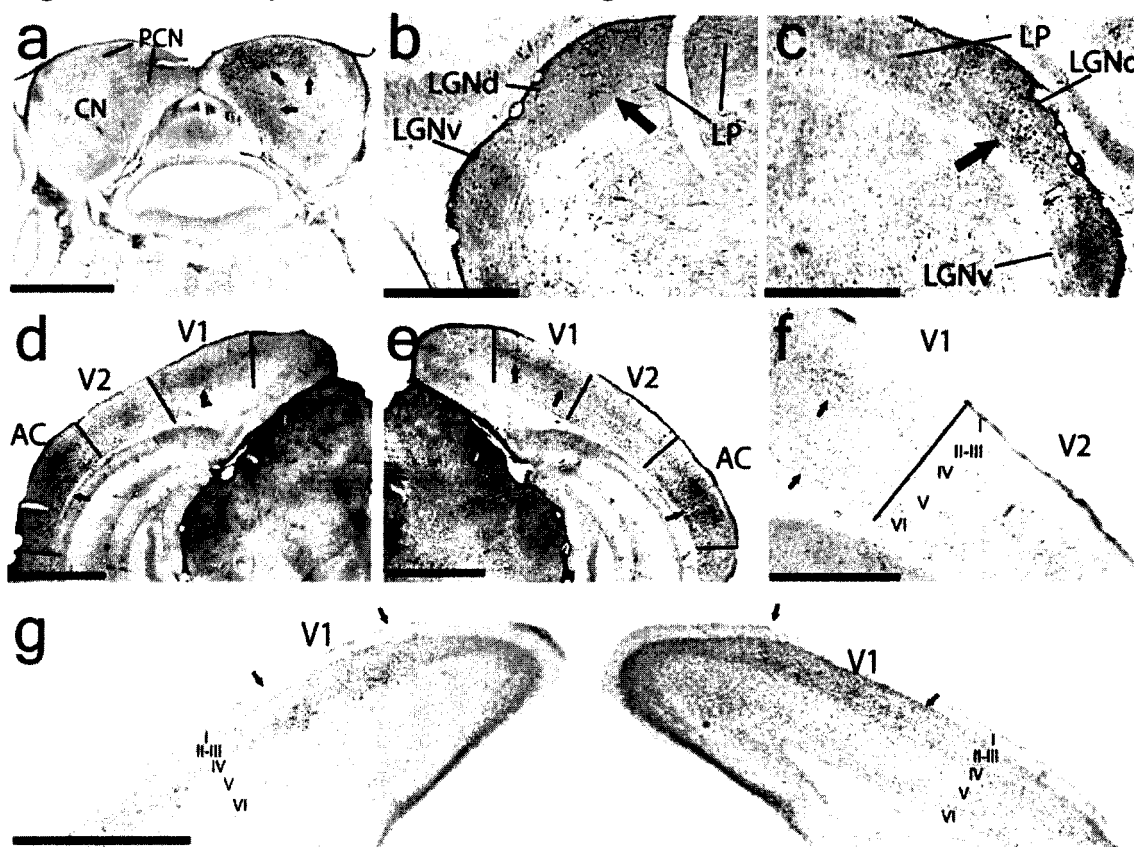 a
PCN
CN
b
LGNd
LGNv
LP
c
LP
LGNd
LGNv
d
V1
V2
AC
e
V1
V2
AC
f
V1
V2
I
II-III
IV
V
VI
g
V1
I
II-III
IV
V
VI
V1
I
II-III
IV
V
VI